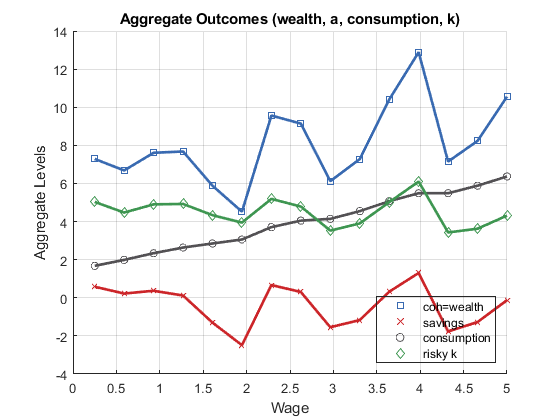 Aggregate Outcomes (wealth, a, consumption, k)
14
12
10
8
6
4
2
0
-2
-4
Aggregate Levels
0 0.5 1 1.5 2 2.5 3 3.5 4 4.5 5
Wage
coh=wealth
savings
consumption
risky k